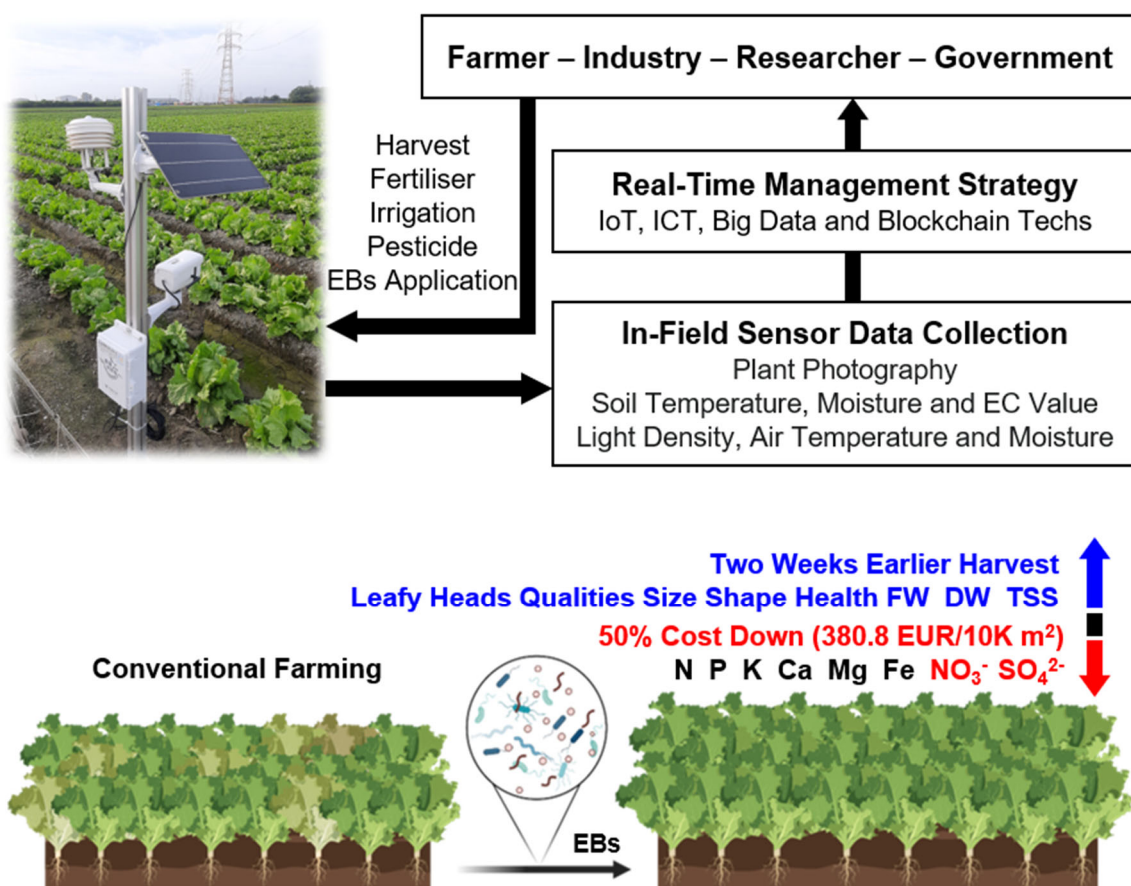 Farmer – Industry – Researcher – Government
Harvest
Fertiliser
Irrigation
Pesticide
EBs Application
Real-Time Management Strategy
IoT, ICT, Big Data and Blockchain Techs
In-Field Sensor Data Collection
Plant Photography
Soil Temperature, Moisture and EC Value
Light Density, Air Temperature and Moisture
Two Weeks Earlier Harvest
Leafy Heads Qualities Size Shape Health FW DW TSS
50% Cost Down (380.8 EUR/10K m²)
N P K Ca Mg Fe NO₃⁻ SO₄²⁻
Conventional Farming
EBs